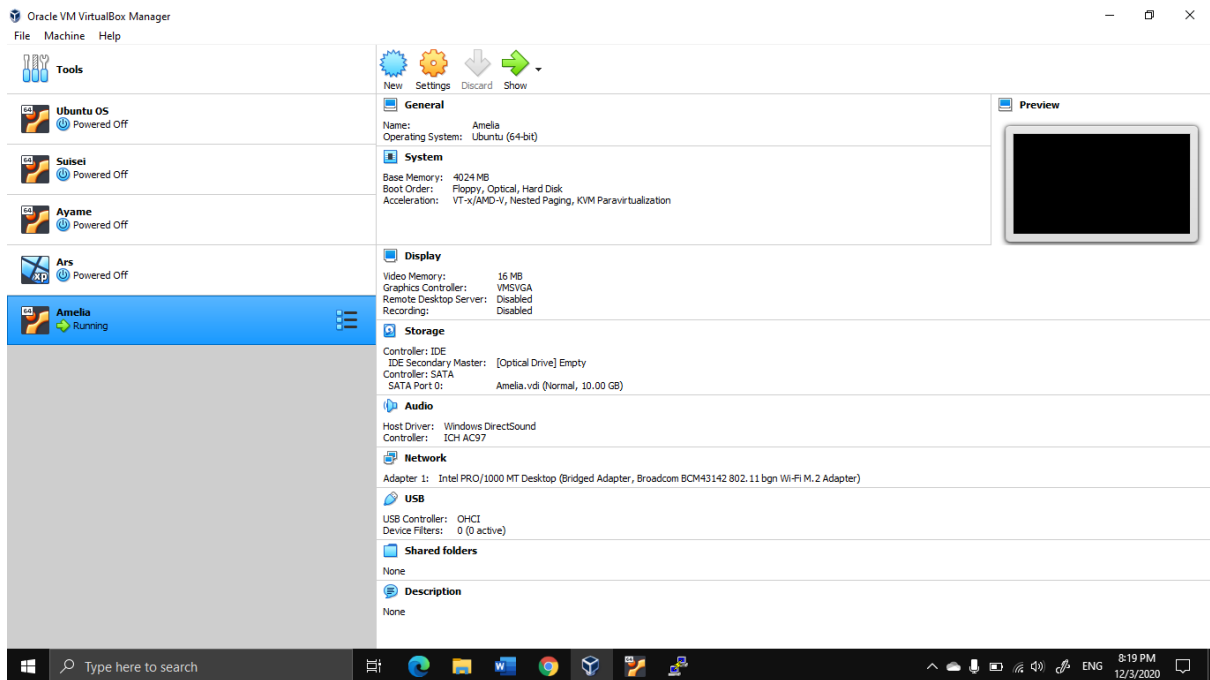 Oracle VM VirtualBox Manager
File Machine Help
Tools
New Settings Discard Show
64
Ubuntu OS
Powered Off
64
Suisei
Powered Off
64
Ayame
Powered Off
xp
Ars
Powered Off
64
Amelia
Running
General
Name: Amelia
Operating System: Ubuntu (64-bit)
Preview
System
Base Memory: 4024 MB
Boot Order: Floppy, Optical, Hard Disk
Acceleration: VT-x/AMD-V, Nested Paging, KVM Paravirtualization
Display
Video Memory: 16 MB
Graphics Controller: VMSVGA
Remote Desktop Server: Disabled
Recording: Disabled
Storage
Controller: IDE
IDE Secondary Master: [Optical Drive] Empty
Controller: SATA
SATA Port 0: Amelia.vdi (Normal, 10.00 GB)
Audio
Host Driver: Windows DirectSound
Controller: ICH AC97
Network
Adapter 1: Intel PRO/1000 MT Desktop (Bridged Adapter, Broadcom BCM43142 802.11 bgn Wi-Fi M.2 Adapter)
USB
USB Controller: OHCI
Device Filters: 0 (0 active)
Shared folders
None
Description
None
Type here to search
W
ENG
8:19 PM
12/3/2020